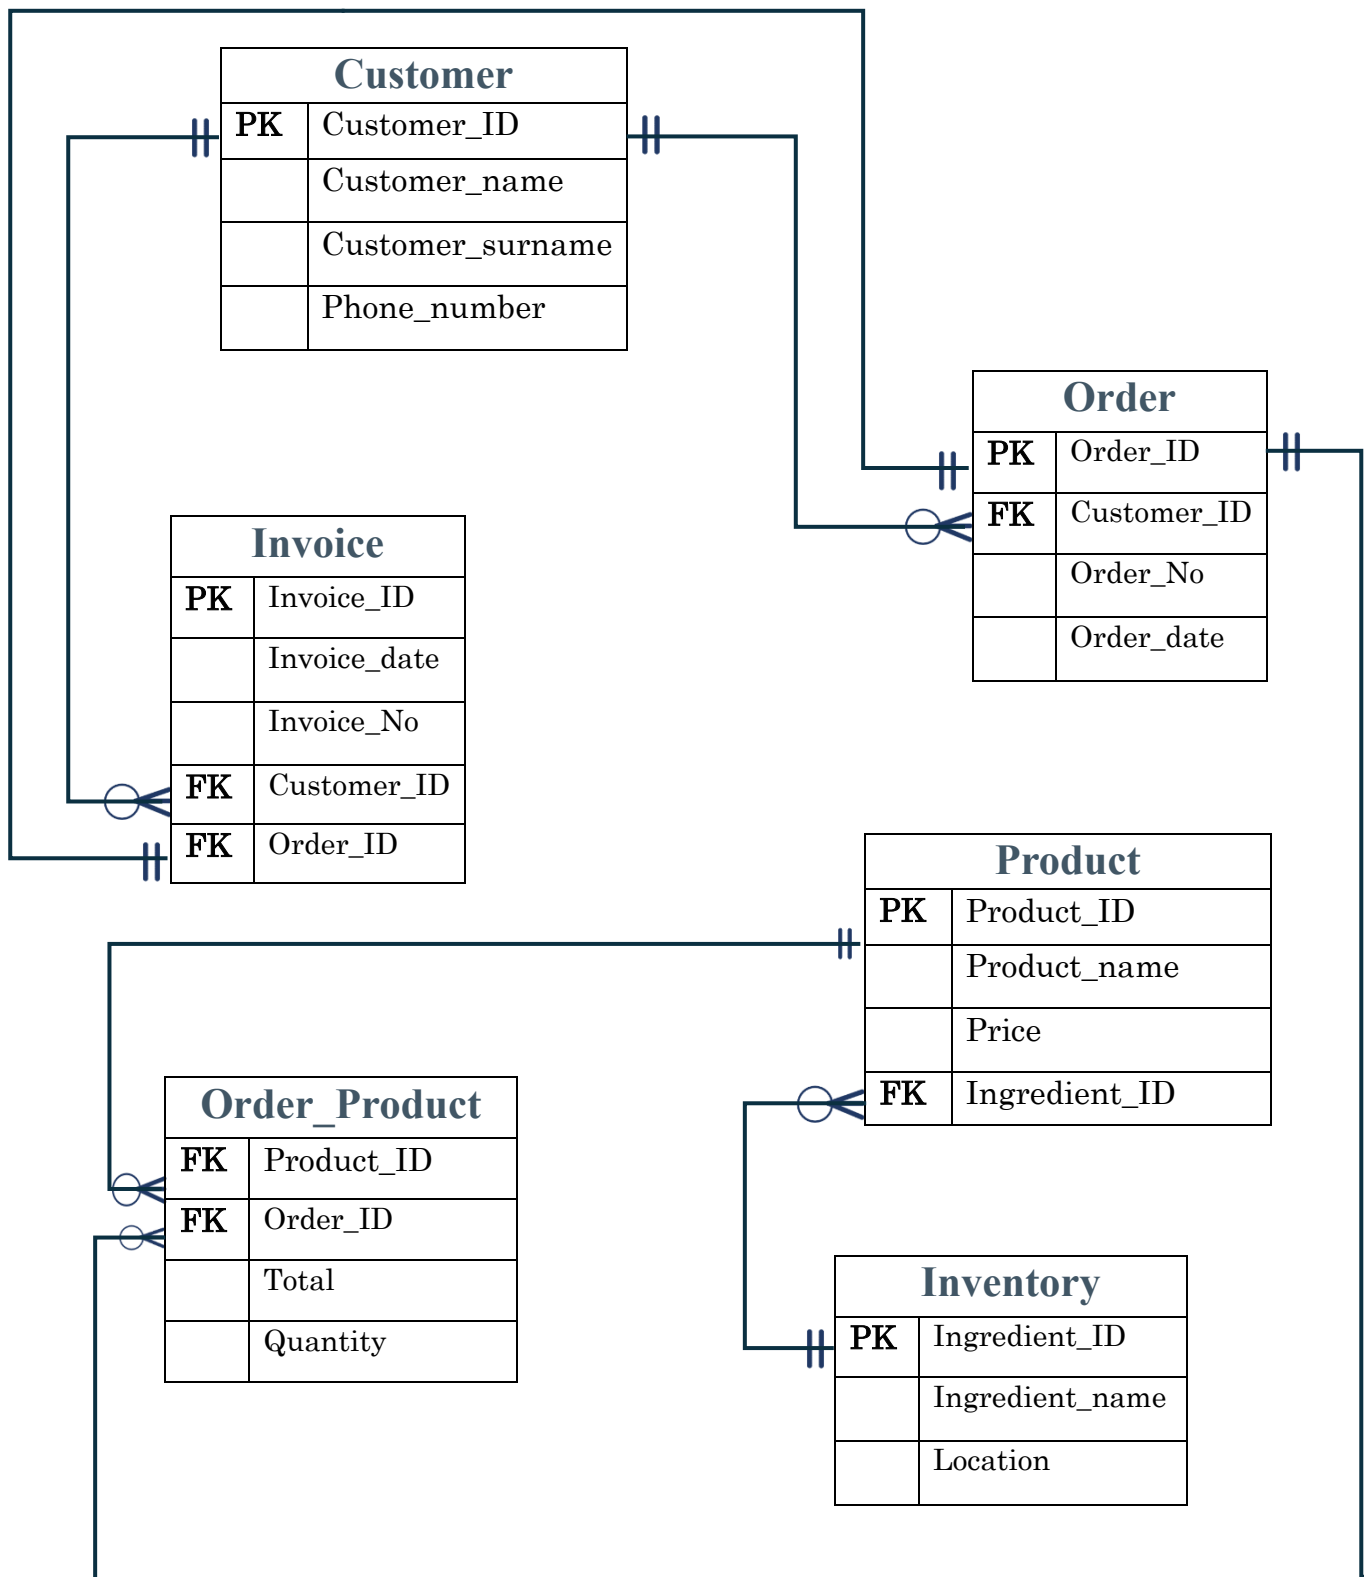 Customer
PK Customer_ID
Customer_name
Customer_surname
Phone_number
Order
PK Order_ID
FK Customer_ID
Order_No
Order_date
Invoice
PK Invoice_ID
Invoice_date
Invoice_No
FK Customer_ID
FK Order_ID
Product
PK Product_ID
Product_name
Price
FK Ingredient_ID
Order_Product
FK Product_ID
FK Order_ID
Total
Quantity
Inventory
PK Ingredient_ID
Ingredient_name
Location